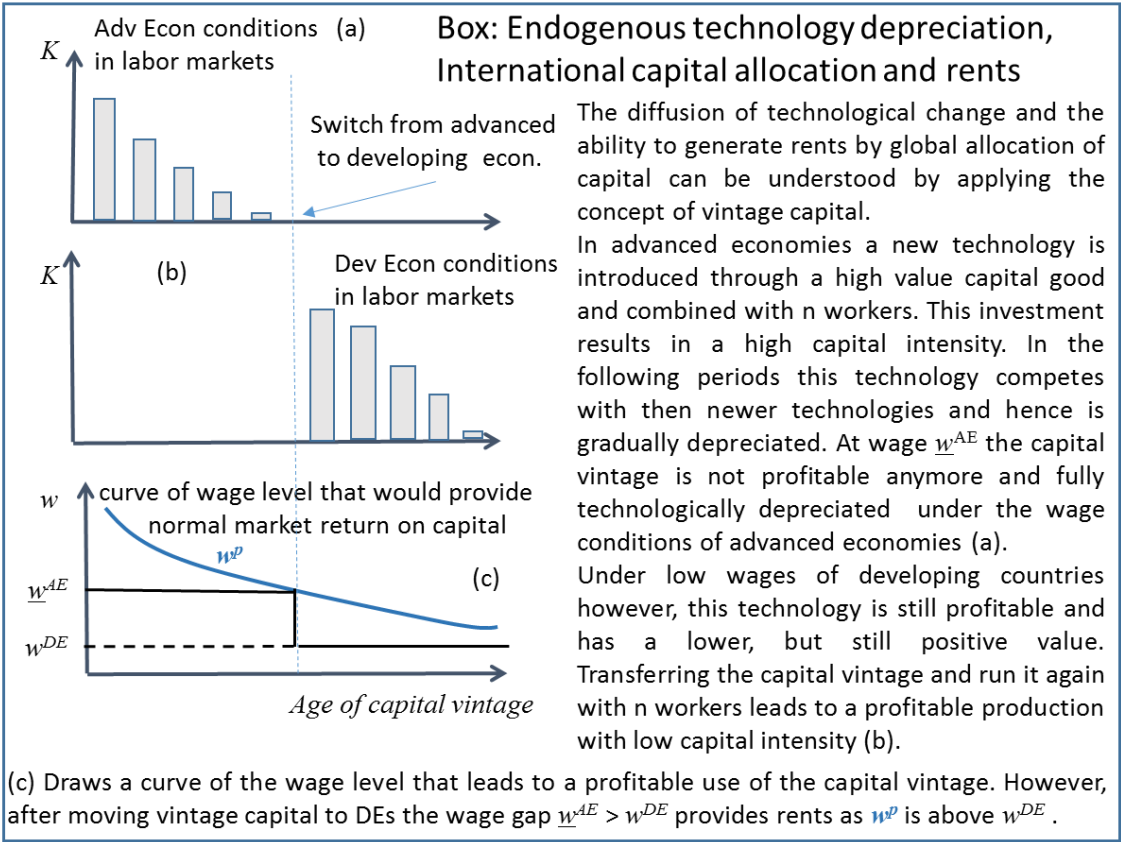 Box: Endogenous technology depreciation,
International capital allocation and rents
Adv Econ conditions (a)
in labor markets
K
Switch from advanced
to developing econ.
K
(b)
Dev Econ conditions
in labor markets
w
curve of wage level that would provide
normal market return on capital
w^p
(c)
w̲^AE
w^DE
Age of capital vintage
The diffusion of technological change and the
ability to generate rents by global allocation of
capital can be understood by applying the
concept of vintage capital.
In advanced economies a new technology is
introduced through a high value capital good
and combined with n workers. This investment
results in a high capital intensity. In the
following periods this technology competes
with then newer technologies and hence is
gradually depreciated. At wage w̲^AE the capital
vintage is not profitable anymore and fully
technologically depreciated under the wage
conditions of advanced economies (a).
Under low wages of developing countries
however, this technology is still profitable and
has a lower, but still positive value.
Transferring the capital vintage and run it again
with n workers leads to a profitable production
with low capital intensity (b).
(c) Draws a curve of the wage level that leads to a profitable use of the capital vintage. However,
after moving vintage capital to DEs the wage gap w̲^AE > w^DE provides rents as w^p is above w^DE .